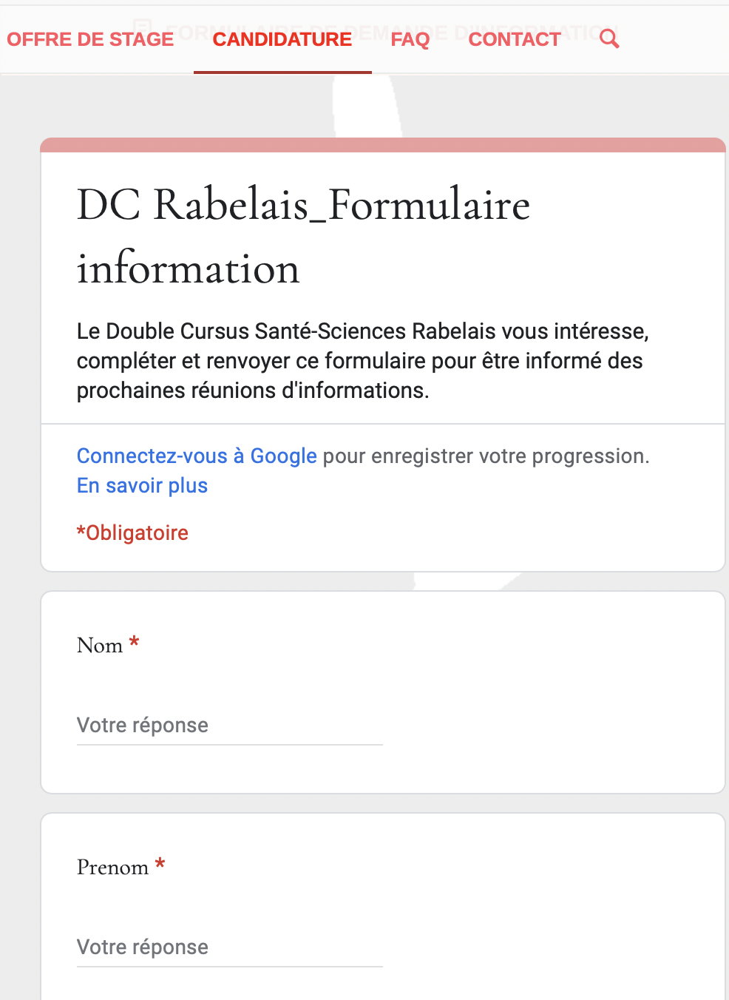 FORMULAIRE DE DEMANDE D'INFORMATION
OFFRE DE STAGE CANDIDATURE FAQ CONTACT
DC Rabelais_Formulaire
information
Le Double Cursus Santé-Sciences Rabelais vous intéresse,
compléter et renvoyer ce formulaire pour être informé des
prochaines réunions d'informations.
Connectez-vous à Google pour enregistrer votre progression.
En savoir plus
*Obligatoire
Nom *
Votre réponse
Prenom *
Votre réponse